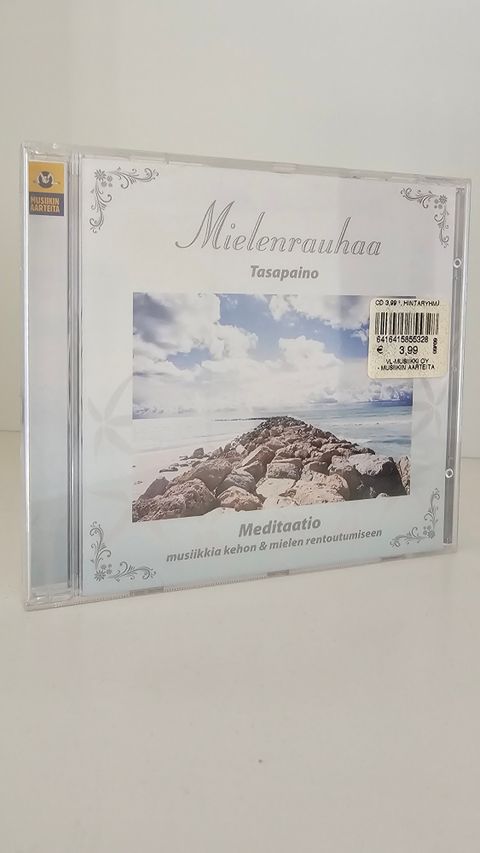 MUSIIKIN
AARTEITA
Mielenrauhaa
Tasapaino
CD 3,99
6416415855328
€ 3,99
VL-MUSIIKKI OY
- MUSIIKIN AARTEITA
Meditaatio
musiikkia kehon & mielen rentoutumiseen